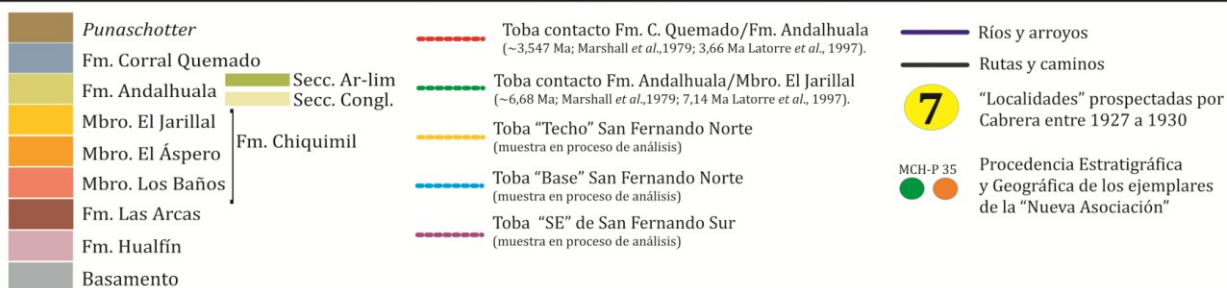 Punaschotter
Fm. Corral Quemado
Fm. Andalhuala
Secc. Ar-lim
Secc. Congl.
Mbro. El Jarillal
Mbro. El Áspero
Mbro. Los Baños
Fm. Chiquimil
Fm. Las Arcas
Fm. Hualfín
Basamento
Toba contacto Fm. C. Quemado/Fm. Andalhuala
(~3,547 Ma; Marshall et al.,1979; 3,66 Ma Latorre et al., 1997).
Toba contacto Fm. Andalhuala/Mbro. El Jarillal
(~6,68 Ma; Marshall et al.,1979; 7,14 Ma Latorre et al., 1997).
Toba "Techo" San Fernando Norte
(muestra en proceso de análisis)
Toba "Base" San Fernando Norte
(muestra en proceso de análisis)
Toba "SE" de San Fernando Sur
(muestra en proceso de análisis)
Ríos y arroyos
Rutas y caminos
7
"Localidades" prospectadas por
Cabrera entre 1927 a 1930
MCH-P 35
Procedencia Estratigráfica
y Geográfica de los ejemplares
de la "Nueva Asociación"